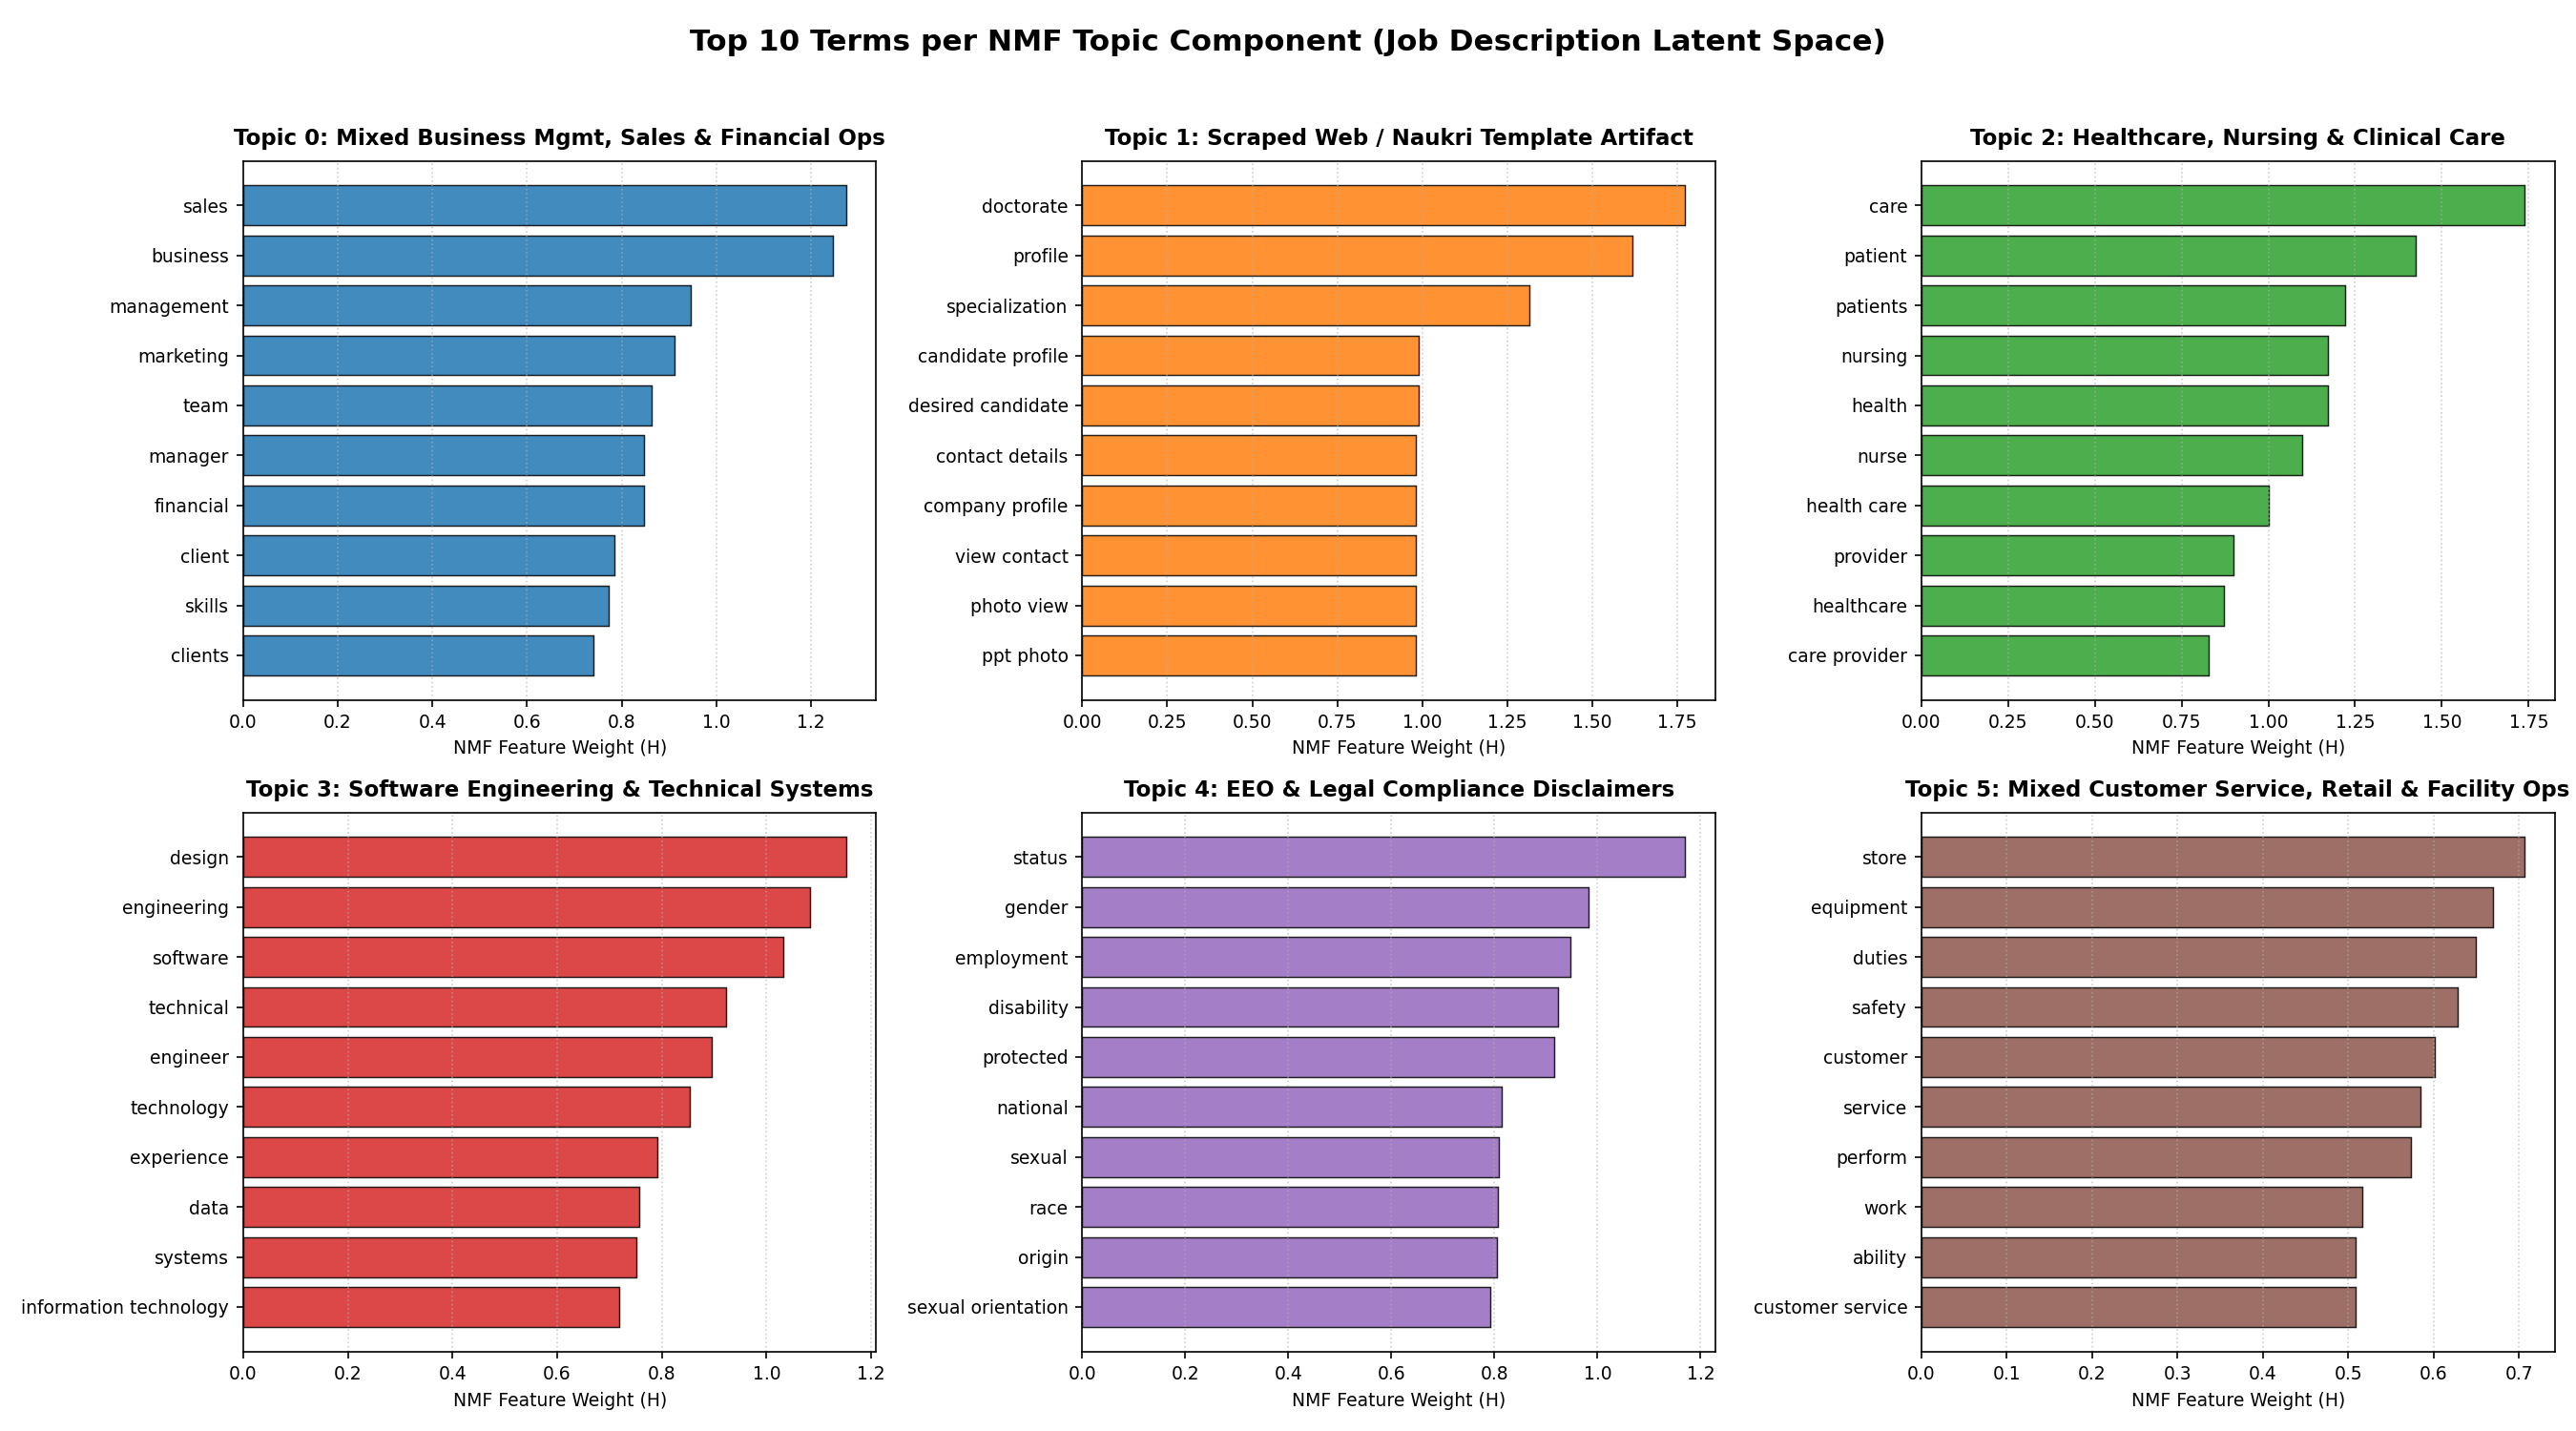 Top 10 Terms per NMF Topic Component (Job Description Latent Space)
Topic 0: Mixed Business Mgmt, Sales & Financial Ops
sales
business
management
marketing
team
manager
financial
client
skills
clients
0.0 0.2 0.4 0.6 0.8 1.0 1.2
NMF Feature Weight (H)
Topic 1: Scraped Web / Naukri Template Artifact
doctorate
profile
specialization
candidate profile
desired candidate
contact details
company profile
view contact
photo view
ppt photo
0.00 0.25 0.50 0.75 1.00 1.25 1.50 1.75
NMF Feature Weight (H)
Topic 2: Healthcare, Nursing & Clinical Care
care
patient
patients
nursing
health
nurse
health care
provider
healthcare
care provider
0.00 0.25 0.50 0.75 1.00 1.25 1.50 1.75
NMF Feature Weight (H)
Topic 3: Software Engineering & Technical Systems
design
engineering
software
technical
engineer
technology
experience
data
systems
information technology
0.0 0.2 0.4 0.6 0.8 1.0 1.2
NMF Feature Weight (H)
Topic 4: EEO & Legal Compliance Disclaimers
status
gender
employment
disability
protected
national
sexual
race
origin
sexual orientation
0.0 0.2 0.4 0.6 0.8 1.0 1.2
NMF Feature Weight (H)
Topic 5: Mixed Customer Service, Retail & Facility Ops
store
equipment
duties
safety
customer
service
perform
work
ability
customer service
0.0 0.1 0.2 0.3 0.4 0.5 0.6 0.7
NMF Feature Weight (H)